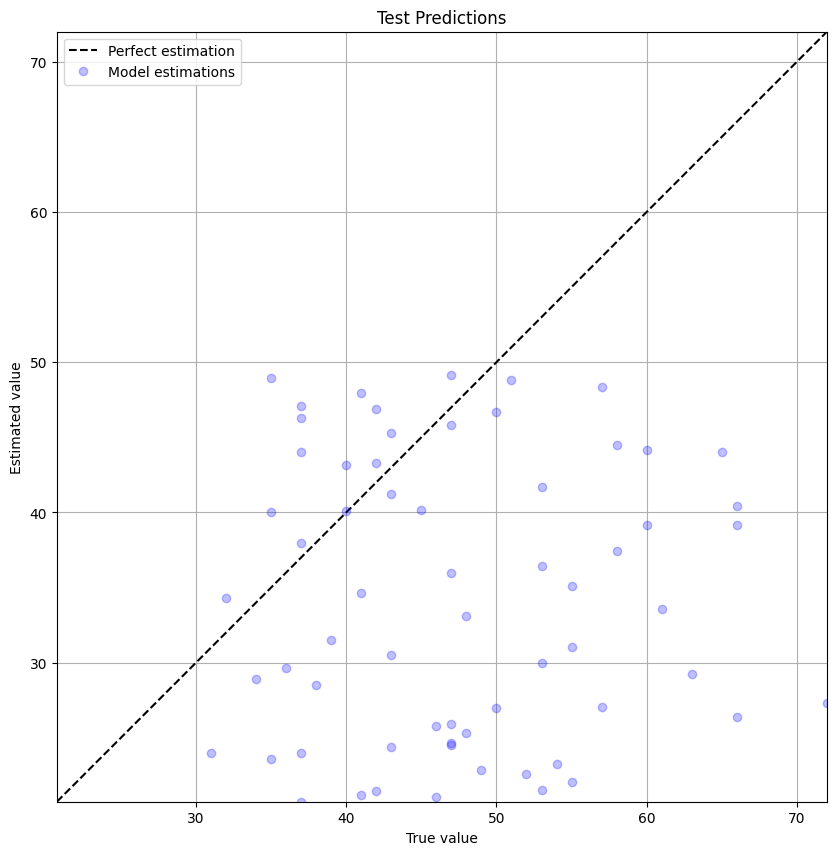 Test Predictions
Perfect estimation
Model estimations
70
60
50
40
30
Estimated value
30
40
50
60
70
True value